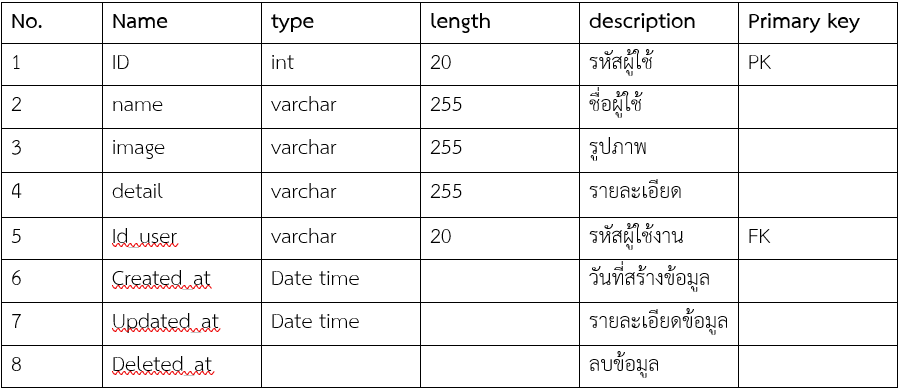 No. Name type length description Primary key
1 ID int 20 รหัสผู้ใช้ PK
2 name varchar 255 ชื่อผู้ใช้
3 image varchar 255 รูปภาพ
4 detail varchar 255 รายละเอียด
5 Id_user varchar 20 รหัสผู้ใช้งาน FK
6 Created_at Date time วันที่สร้างข้อมูล
7 Updated_at Date time รายละเอียดข้อมูล
8 Deleted_at ลบข้อมูล